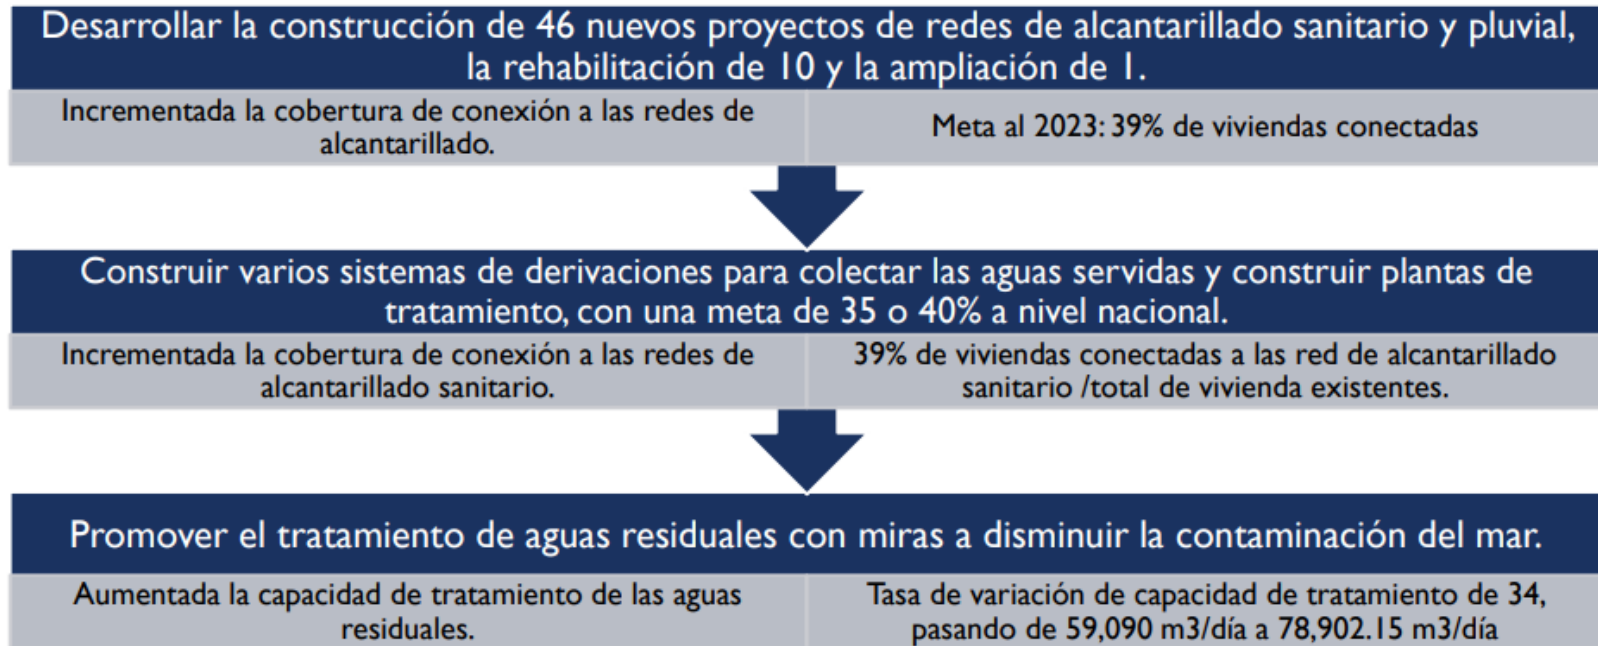 Desarrollar la construcción de 46 nuevos proyectos de redes de alcantarillado sanitario y pluvial,
la rehabilitación de 10 y la ampliación de 1.
Incrementada la cobertura de conexión a las redes de
alcantarillado.
Meta al 2023: 39% de viviendas conectadas
Construir varios sistemas de derivaciones para colectar las aguas servidas y construir plantas de
tratamiento, con una meta de 35 o 40% a nivel nacional.
Incrementada la cobertura de conexión a las redes de
alcantarillado sanitario.
39% de viviendas conectadas a las red de alcantarillado
sanitario /total de vivienda existentes.
Promover el tratamiento de aguas residuales con miras a disminuir la contaminación del mar.
Aumentada la capacidad de tratamiento de las aguas
residuales.
Tasa de variación de capacidad de tratamiento de 34,
pasando de 59,090 m3/día a 78,902.15 m3/día